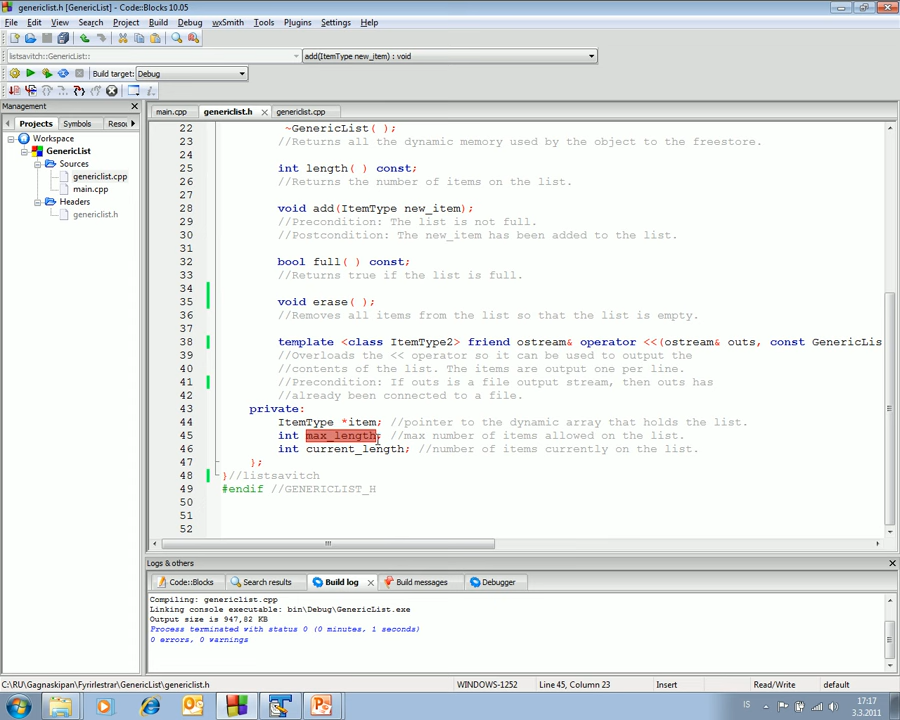 genericlist.h [GenericList] - Code::Blocks 10.05
File Edit View Search Project Build Debug wxSmith Tools Plugins Settings Help
listsavitch::GenericList:: add(ItemType new_item) : void
Build target: Debug
Management
Projects Symbols Resou
main.cpp genericlist.h genericlist.cpp
Workspace
GenericList
Sources
genericlist.cpp
main.cpp
Headers
genericlist.h
22 ~GenericList( );
23 //Returns all the dynamic memory used by the object to the freestore.
24
25 int length( ) const;
26 //Returns the number of items on the list.
27
28 void add(ItemType new_item);
29 //Precondition: The list is not full.
30 //Postcondition: The new_item has been added to the list.
31
32 bool full( ) const;
33 //Returns true if the list is full.
34
35 void erase( );
36 //Removes all items from the list so that the list is empty.
37
38 template <class ItemType2> friend ostream& operator <<(ostream& outs, const GenericLis
39 //Overloads the << operator so it can be used to output the
40 //contents of the list. The items are output one per line.
41 //Precondition: If outs is a file output stream, then outs has
42 //already been connected to a file.
43 private:
44 ItemType *item; //pointer to the dynamic array that holds the list.
45 int max_length; //max number of items allowed on the list.
46 int current_length; //number of items currently on the list.
47 };
48 }//listsavitch
49 #endif //GENERICLIST_H
50
51
52
Logs & others
Code::Blocks Search results Build log Build messages Debugger
Compiling: genericlist.cpp
Linking console executable: bin\Debug\GenericList.exe
Output size is 947,82 KB
Process terminated with status 0 (0 minutes, 1 seconds)
0 errors, 0 warnings
C:\RU\Gagnaskipan\Fyrirlestrar\GenericList\genericlist.h WINDOWS-1252 Line 45, Column 23 Insert Read/Write default
IS 17:17
3.3.2011